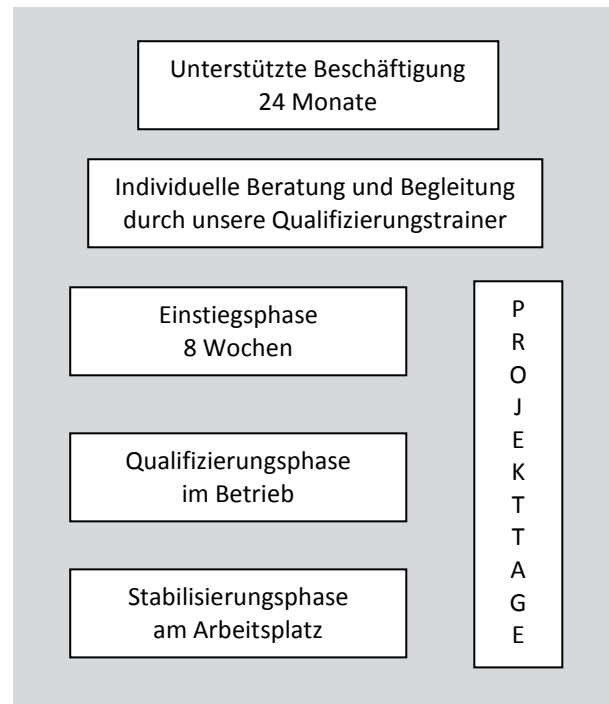 Unterstützte Beschäftigung
24 Monate
Individuelle Beratung und Begleitung
durch unsere Qualifizierungstrainer
Einstiegsphase
8 Wochen
Qualifizierungsphase
im Betrieb
Stabilisierungsphase
am Arbeitsplatz
P
R
O
J
E
K
T
T
A
G
E